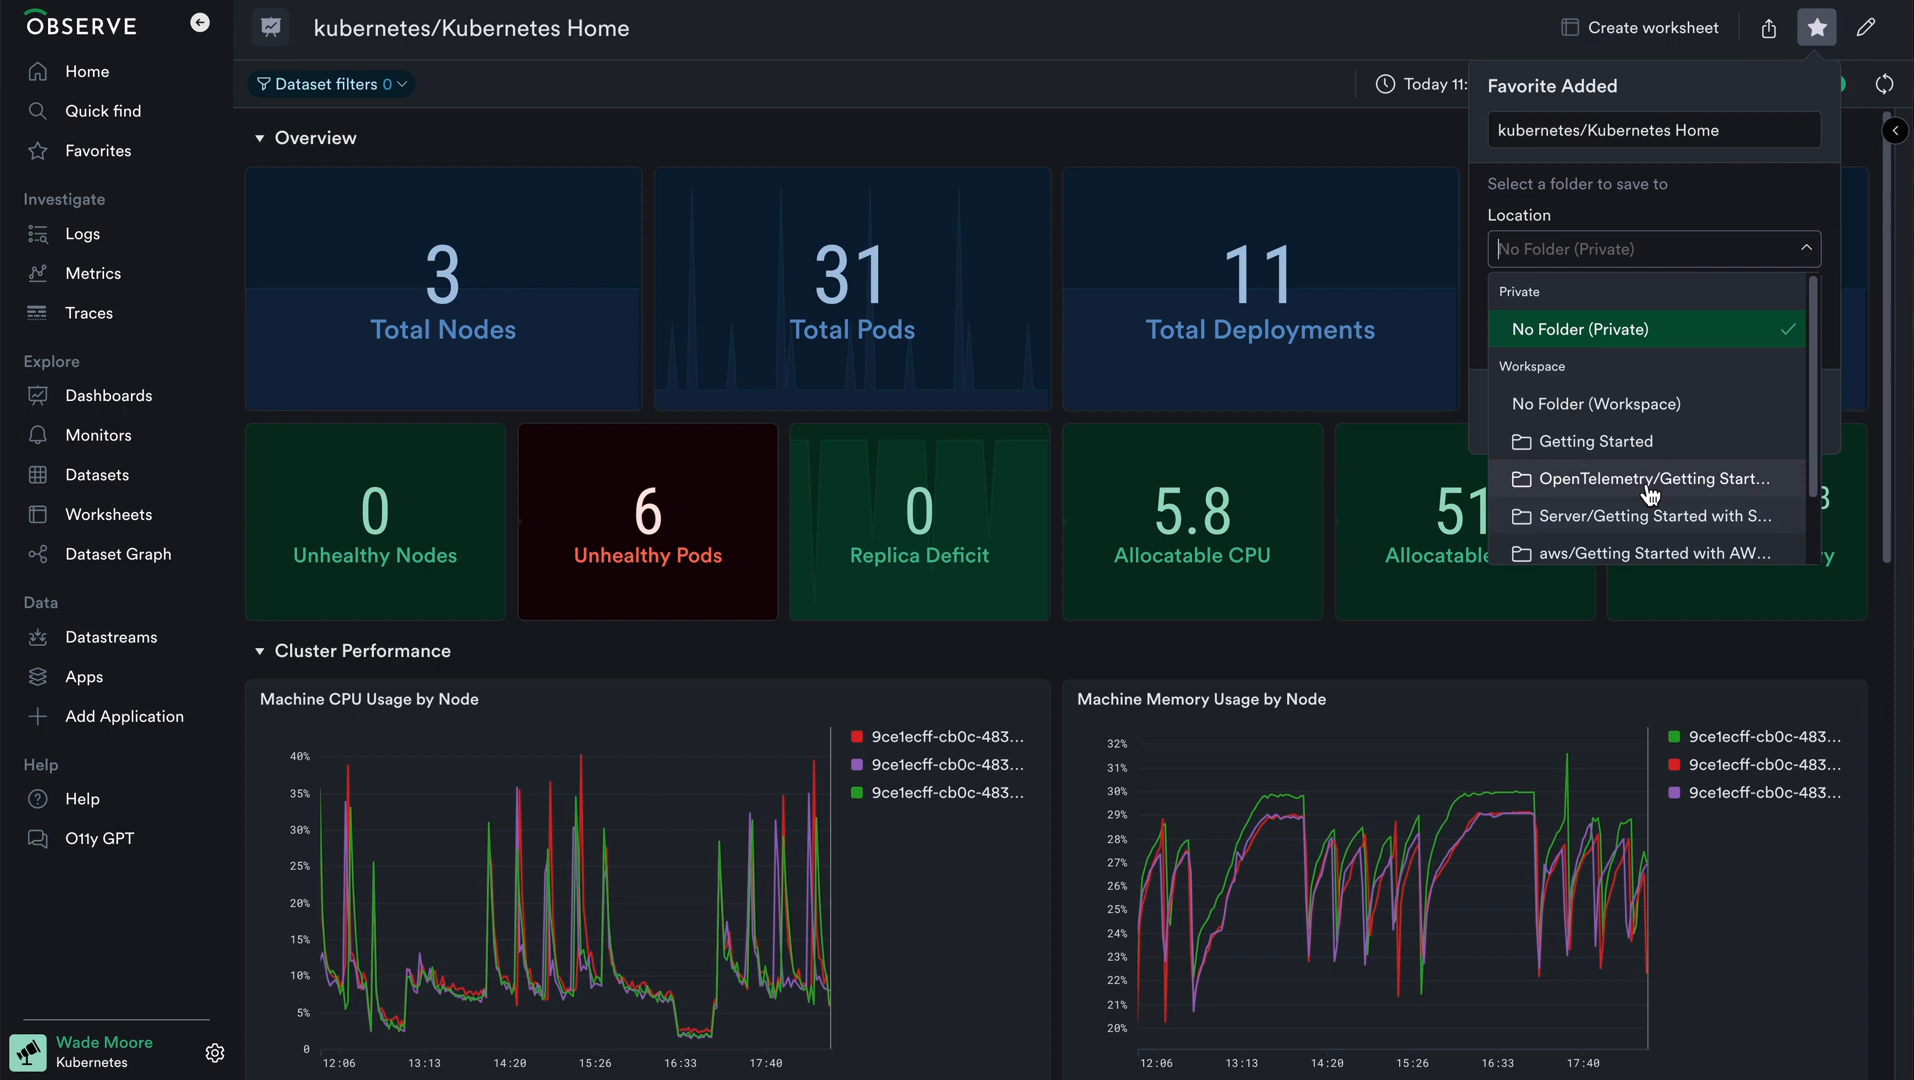 OBSERVE
Home
Quick find
Favorites
Investigate
Logs
Metrics
Traces
Explore
Dashboards
Monitors
Datasets
Worksheets
Dataset Graph
Data
Datastreams
Apps
Add Application
Help
Help
O11y GPT
Wade Moore
Kubernetes
kubernetes/Kubernetes Home
Create worksheet
Dataset filters 0
Today 11:
Favorite Added
kubernetes/Kubernetes Home
Select a folder to save to
Location
No Folder (Private)
Private
No Folder (Private)
Workspace
No Folder (Workspace)
Getting Started
OpenTelemetry/Getting Start...
Server/Getting Started with S...
aws/Getting Started with AW...
Overview
3
Total Nodes
31
Total Pods
11
Total Deployments
0
Unhealthy Nodes
6
Unhealthy Pods
0
Replica Deficit
5.8
Allocatable CPU
51
Allocatable
3
y
Cluster Performance
Machine CPU Usage by Node
40%
35%
30%
25%
20%
15%
10%
5%
0
12:06 13:13 14:20 15:26 16:33 17:40
9ce1ecff-cb0c-483...
9ce1ecff-cb0c-483...
9ce1ecff-cb0c-483...
Machine Memory Usage by Node
32%
31%
30%
29%
28%
27%
26%
25%
24%
23%
22%
21%
20%
12:06 13:13 14:20 15:26 16:33 17:40
9ce1ecff-cb0c-483...
9ce1ecff-cb0c-483...
9ce1ecff-cb0c-483...